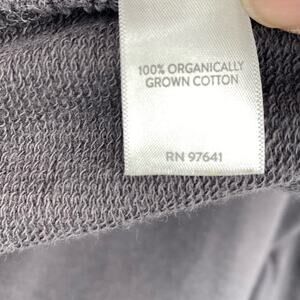 100% ORGANICALLY
GROWN COTTON
RN 97641